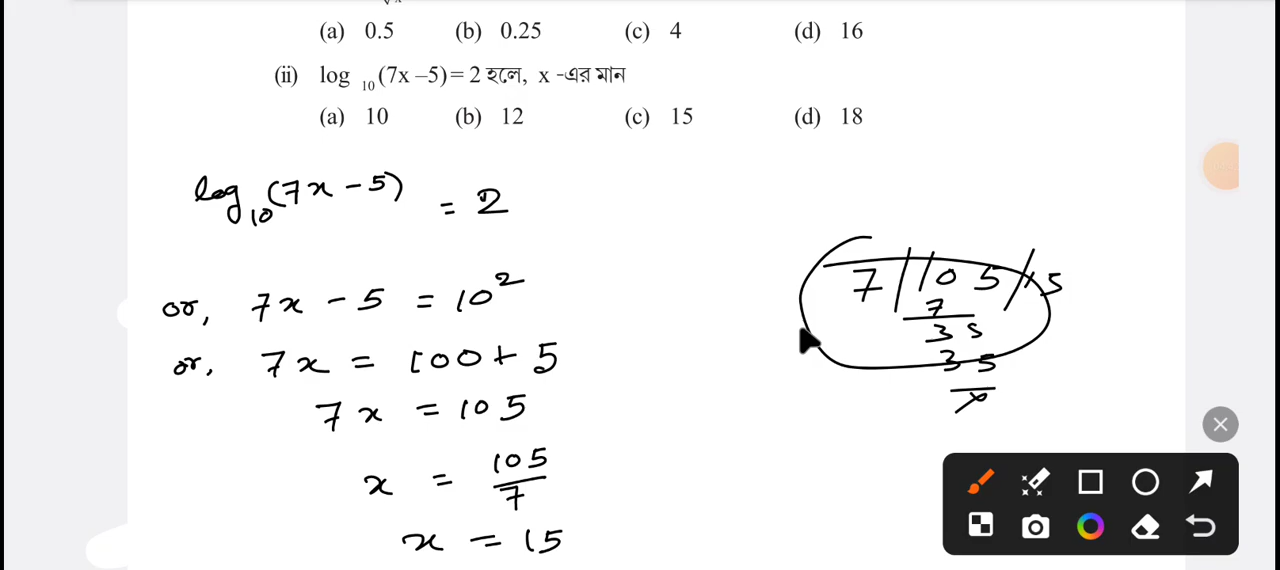 (a) 0.5 (b) 0.25 (c) 4 (d) 16
(ii) log 10 (7x –5) = 2 হলে, x -এর মান
(a) 10 (b) 12 (c) 15 (d) 18
log₁₀(7x – 5) = 2
or, 7x – 5 = 10²
or, 7x = 100 + 5
7x = 105
x = 105/7
x = 15
7/105/15
7
35
35